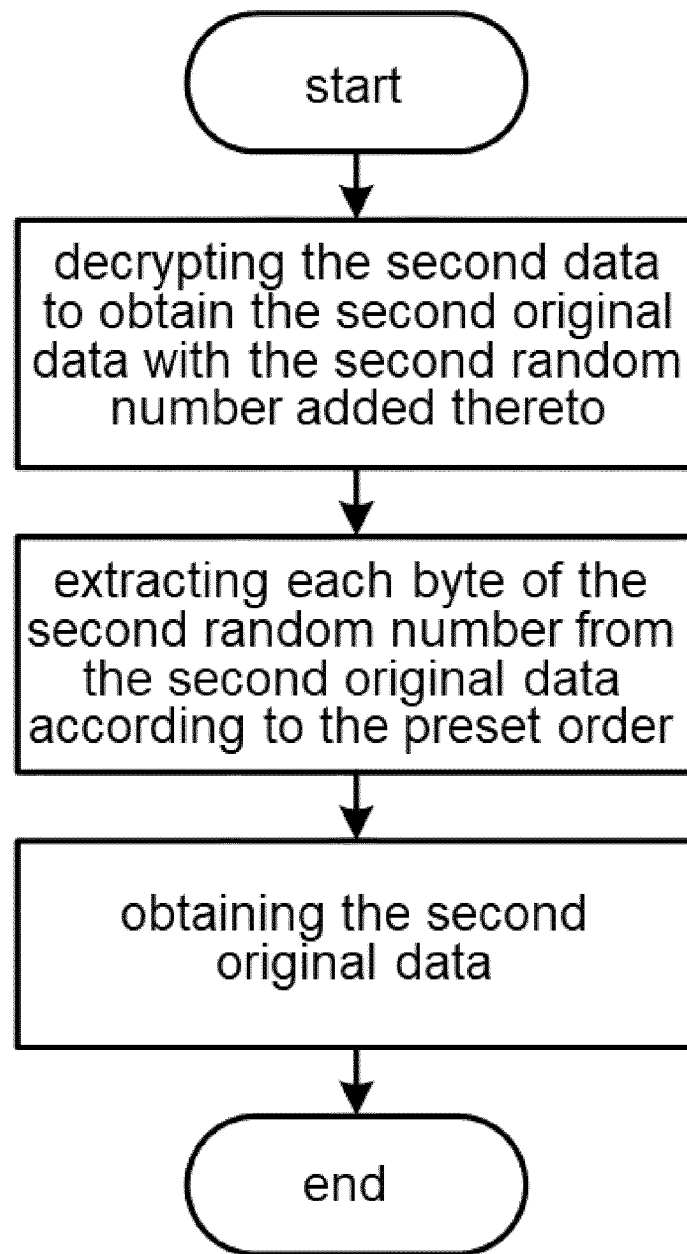 start
decrypting the second data
to obtain the second original
data with the second random
number added thereto
extracting each byte of the
second random number from
the second original data
according to the preset order
obtaining the second
original data
end